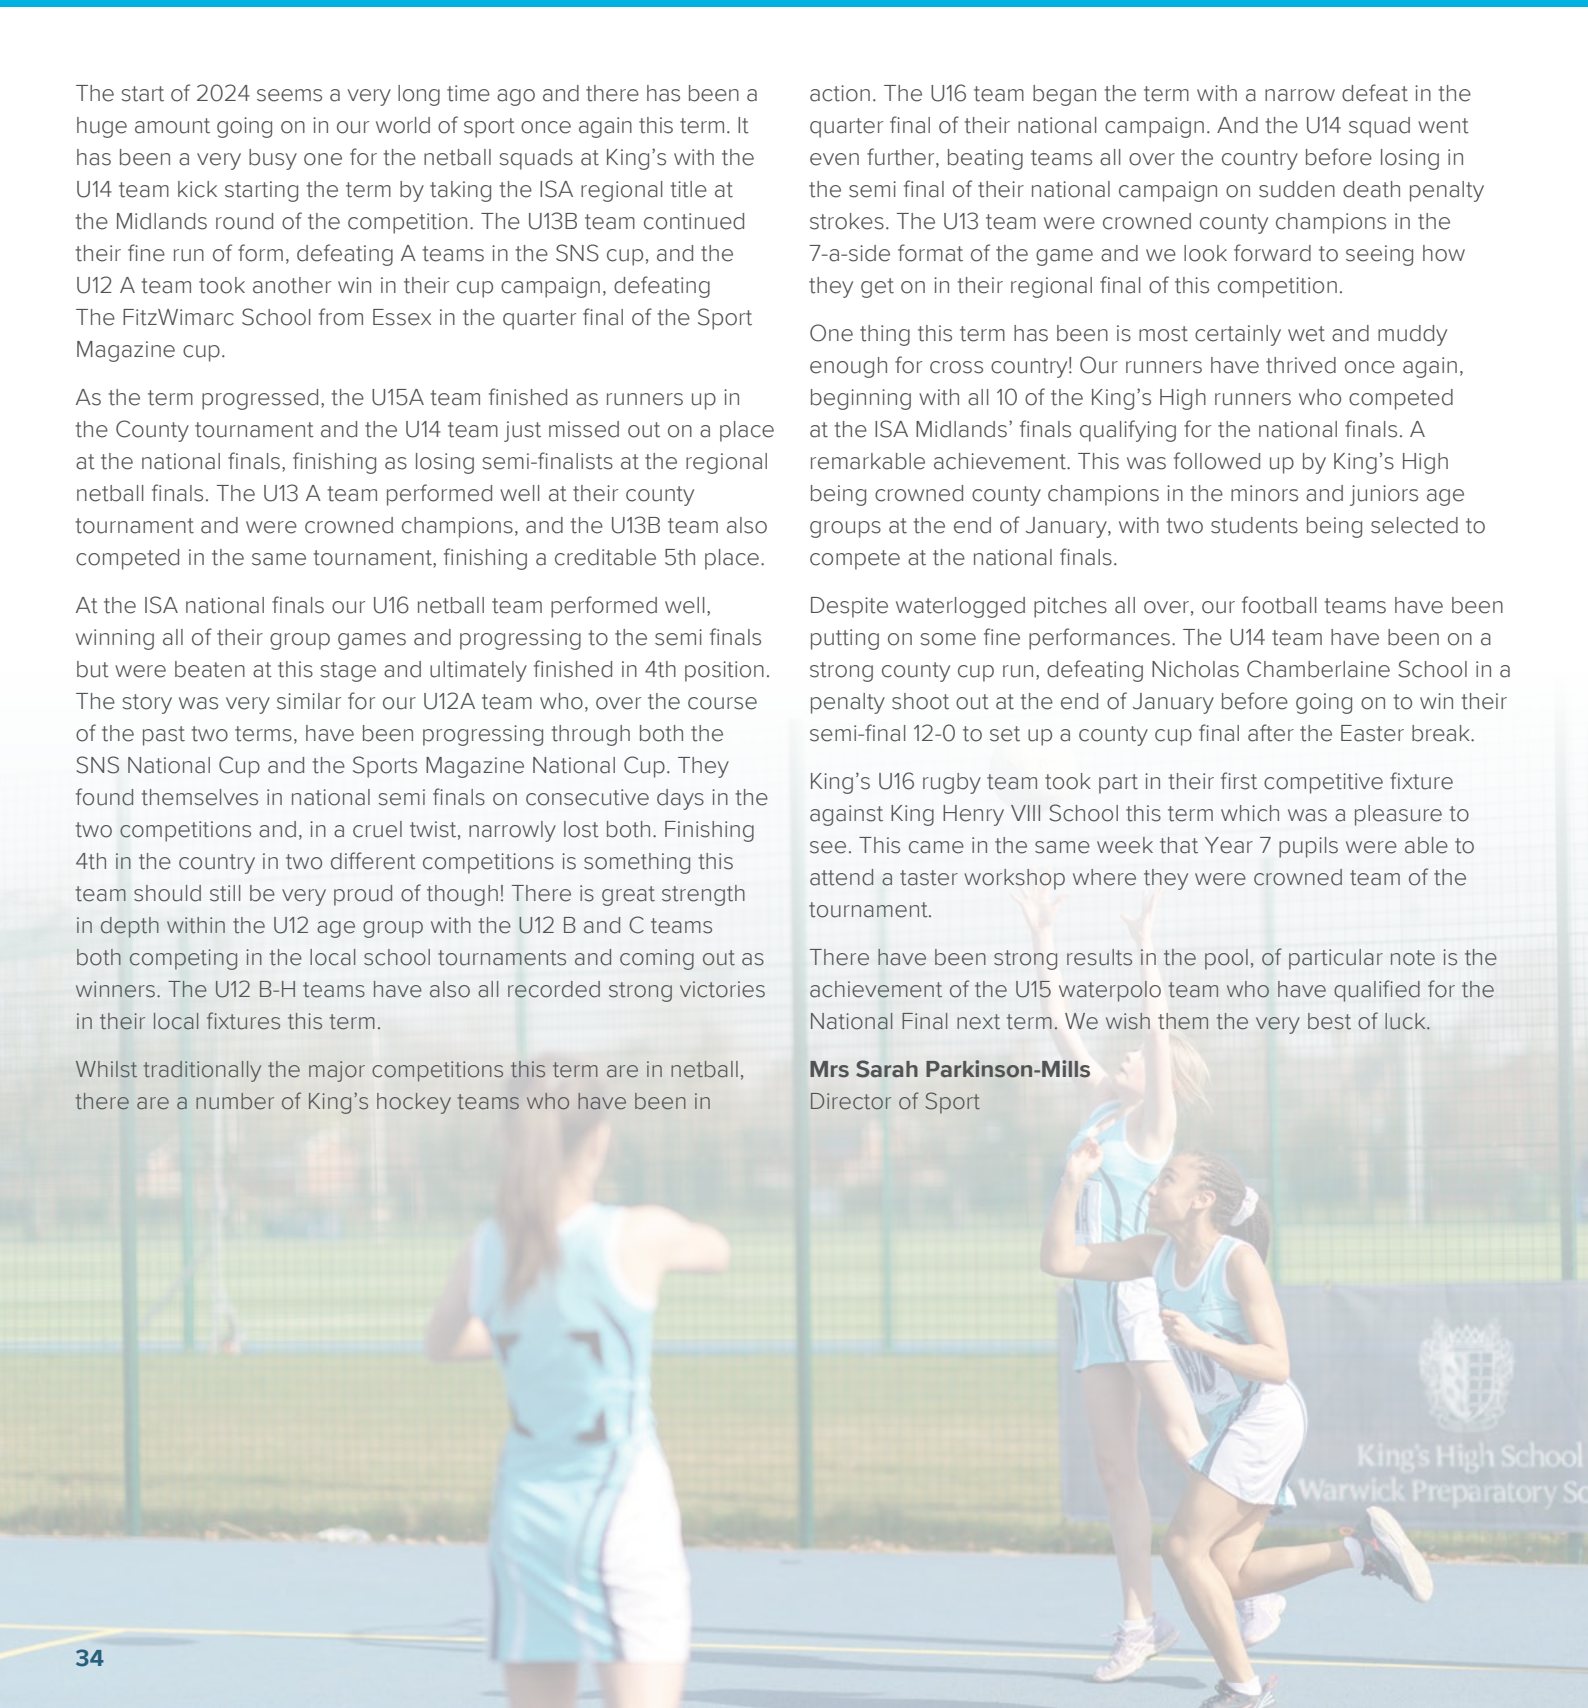 The start of 2024 seems a very long time ago and there has been a
huge amount going on in our world of sport once again this term. It
has been a very busy one for the netball squads at King’s with the
U14 team kick starting the term by taking the ISA regional title at
the Midlands round of the competition. The U13B team continued
their fine run of form, defeating A teams in the SNS cup, and the
U12 A team took another win in their cup campaign, defeating
The FitzWimarc School from Essex in the quarter final of the Sport
Magazine cup.
As the term progressed, the U15A team finished as runners up in
the County tournament and the U14 team just missed out on a place
at the national finals, finishing as losing semi-finalists at the regional
netball finals. The U13 A team performed well at their county
tournament and were crowned champions, and the U13B team also
competed in the same tournament, finishing a creditable 5th place.
At the ISA national finals our U16 netball team performed well,
winning all of their group games and progressing to the semi finals
but were beaten at this stage and ultimately finished in 4th position.
The story was very similar for our U12A team who, over the course
of the past two terms, have been progressing through both the
SNS National Cup and the Sports Magazine National Cup. They
found themselves in national semi finals on consecutive days in the
two competitions and, in a cruel twist, narrowly lost both. Finishing
4th in the country in two different competitions is something this
team should still be very proud of though! There is great strength
in depth within the U12 age group with the U12 B and C teams
both competing in the local school tournaments and coming out as
winners. The U12 B-H teams have also all recorded strong victories
in their local fixtures this term.
Whilst traditionally the major competitions this term are in netball,
there are a number of King’s hockey teams who have been in
action. The U16 team began the term with a narrow defeat in the
quarter final of their national campaign. And the U14 squad went
even further, beating teams all over the country before losing in
the semi final of their national campaign on sudden death penalty
strokes. The U13 team were crowned county champions in the
7-a-side format of the game and we look forward to seeing how
they get on in their regional final of this competition.
One thing this term has been is most certainly wet and muddy
enough for cross country! Our runners have thrived once again,
beginning with all 10 of the King’s High runners who competed
at the ISA Midlands’ finals qualifying for the national finals. A
remarkable achievement. This was followed up by King’s High
being crowned county champions in the minors and juniors age
groups at the end of January, with two students being selected to
compete at the national finals.
Despite waterlogged pitches all over, our football teams have been
putting on some fine performances. The U14 team have been on a
strong county cup run, defeating Nicholas Chamberlaine School in a
penalty shoot out at the end of January before going on to win their
semi-final 12-0 to set up a county cup final after the Easter break.
King’s U16 rugby team took part in their first competitive fixture
against King Henry VIII School this term which was a pleasure to
see. This came in the same week that Year 7 pupils were able to
attend a taster workshop where they were crowned team of the
tournament.
There have been strong results in the pool, of particular note is the
achievement of the U15 waterpolo team who have qualified for the
National Final next term. We wish them the very best of luck.
Mrs Sarah Parkinson-Mills
Director of Sport
King's High School
Warwick Preparatory Sc
34